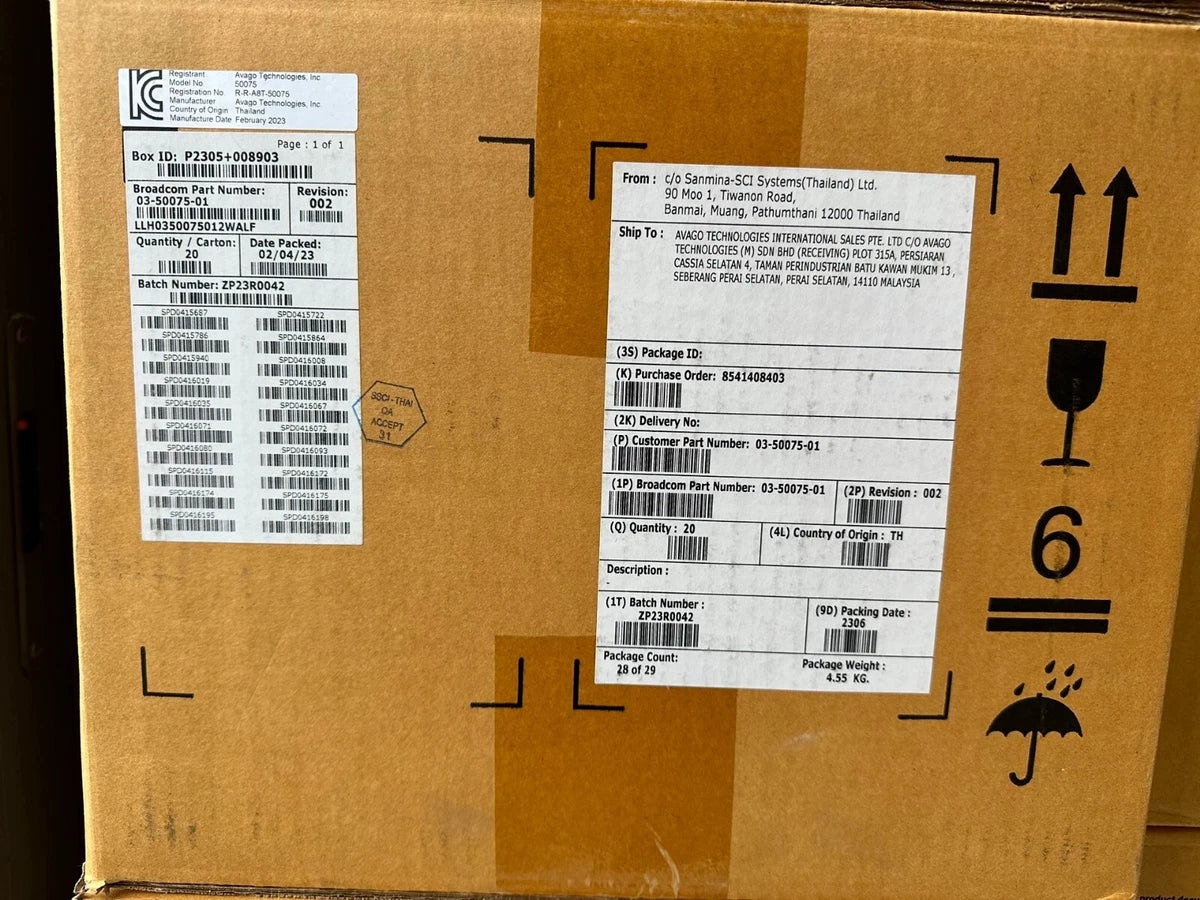 KC
Registrant Avago Technologies, Inc.
Model No 50075
Registration No. R-R-A8T-50075
Manufacturer Avago Technologies, Inc.
Country of Origin Thailand
Manufacture Date February 2023
Page : 1 of 1
Box ID: P2305+008903
Broadcom Part Number: Revision:
03-50075-01 002
LLH0350075012WALF
Quantity / Carton: Date Packed:
20 02/04/23
Batch Number: ZP23R0042
SPD0415687 SPD0415722
SPD0415786 SPD0415864
SPD0415940 SPD0416008
SPD0416019 SPD0416034
SPD0416035 SPD0416067
SPD0416071 SPD0416072
SPD0416080 SPD0416093
SPD0416115 SPD0416172
SPD0416174 SPD0416175
SPD0416195 SPD0416198
SSCI-THAI
QA
ACCEPT
31
From : c/o Sanmina-SCI Systems(Thailand) Ltd.
90 Moo 1, Tiwanon Road,
Banmai, Muang, Pathumthani 12000 Thailand
Ship To : AVAGO TECHNOLOGIES INTERNATIONAL SALES PTE. LTD C/O AVAGO
TECHNOLOGIES (M) SDN BHD (RECEIVING) PLOT 315A, PERSIARAN
CASSIA SELATAN 4, TAMAN PERINDUSTRIAN BATU KAWAN MUKIM 13 ,
SEBERANG PERAI SELATAN, PERAI SELATAN, 14110 MALAYSIA
(3S) Package ID:
(K) Purchase Order: 8541408403
(2K) Delivery No:
(P) Customer Part Number: 03-50075-01
(1P) Broadcom Part Number: 03-50075-01 (2P) Revision : 002
(Q) Quantity : 20 (4L) Country of Origin : TH
Description :
-
(1T) Batch Number : (9D) Packing Date :
ZP23R0042 2306
Package Count: Package Weight :
28 of 29 4.55 KG.
6